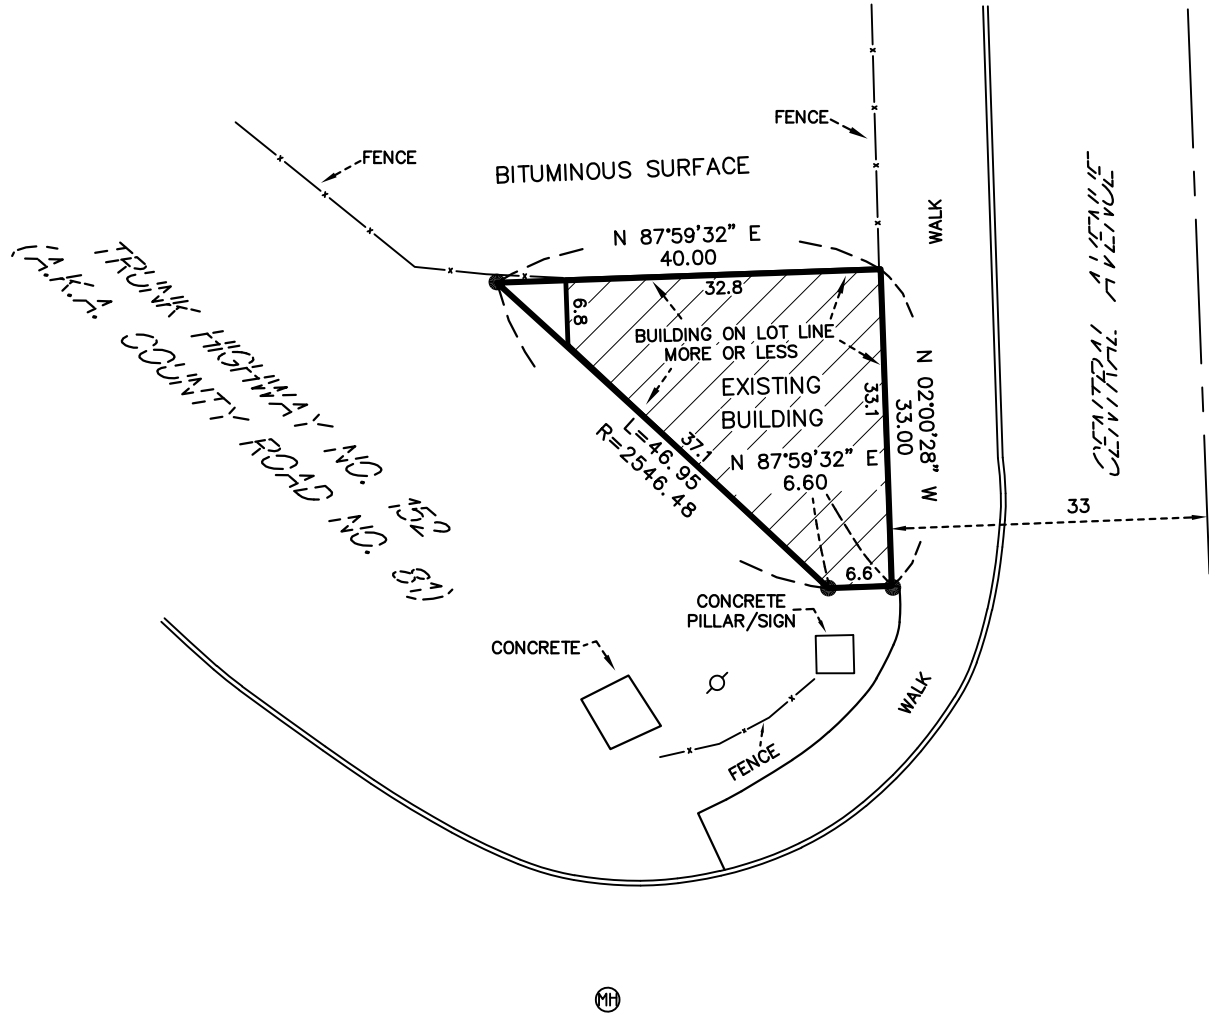 FENCE
FENCE
BITUMINOUS SURFACE
WALK
N 87°59'32" E
40.00
32.8
6.8
BUILDING ON LOT LINE
MORE OR LESS
EXISTING
BUILDING
33.1
N 02°00'28" W
33.00
37.1
L=46.95
R=2546.48
N 87°59'32" E
6.60
6.6
33
CENTRAL AVENUE
TRUNK HIGHWAY NO. 152
(A.K.A. COUNTY ROAD NO. 81)
CONCRETE
PILLAR/SIGN
CONCRETE
WALK
FENCE
MH